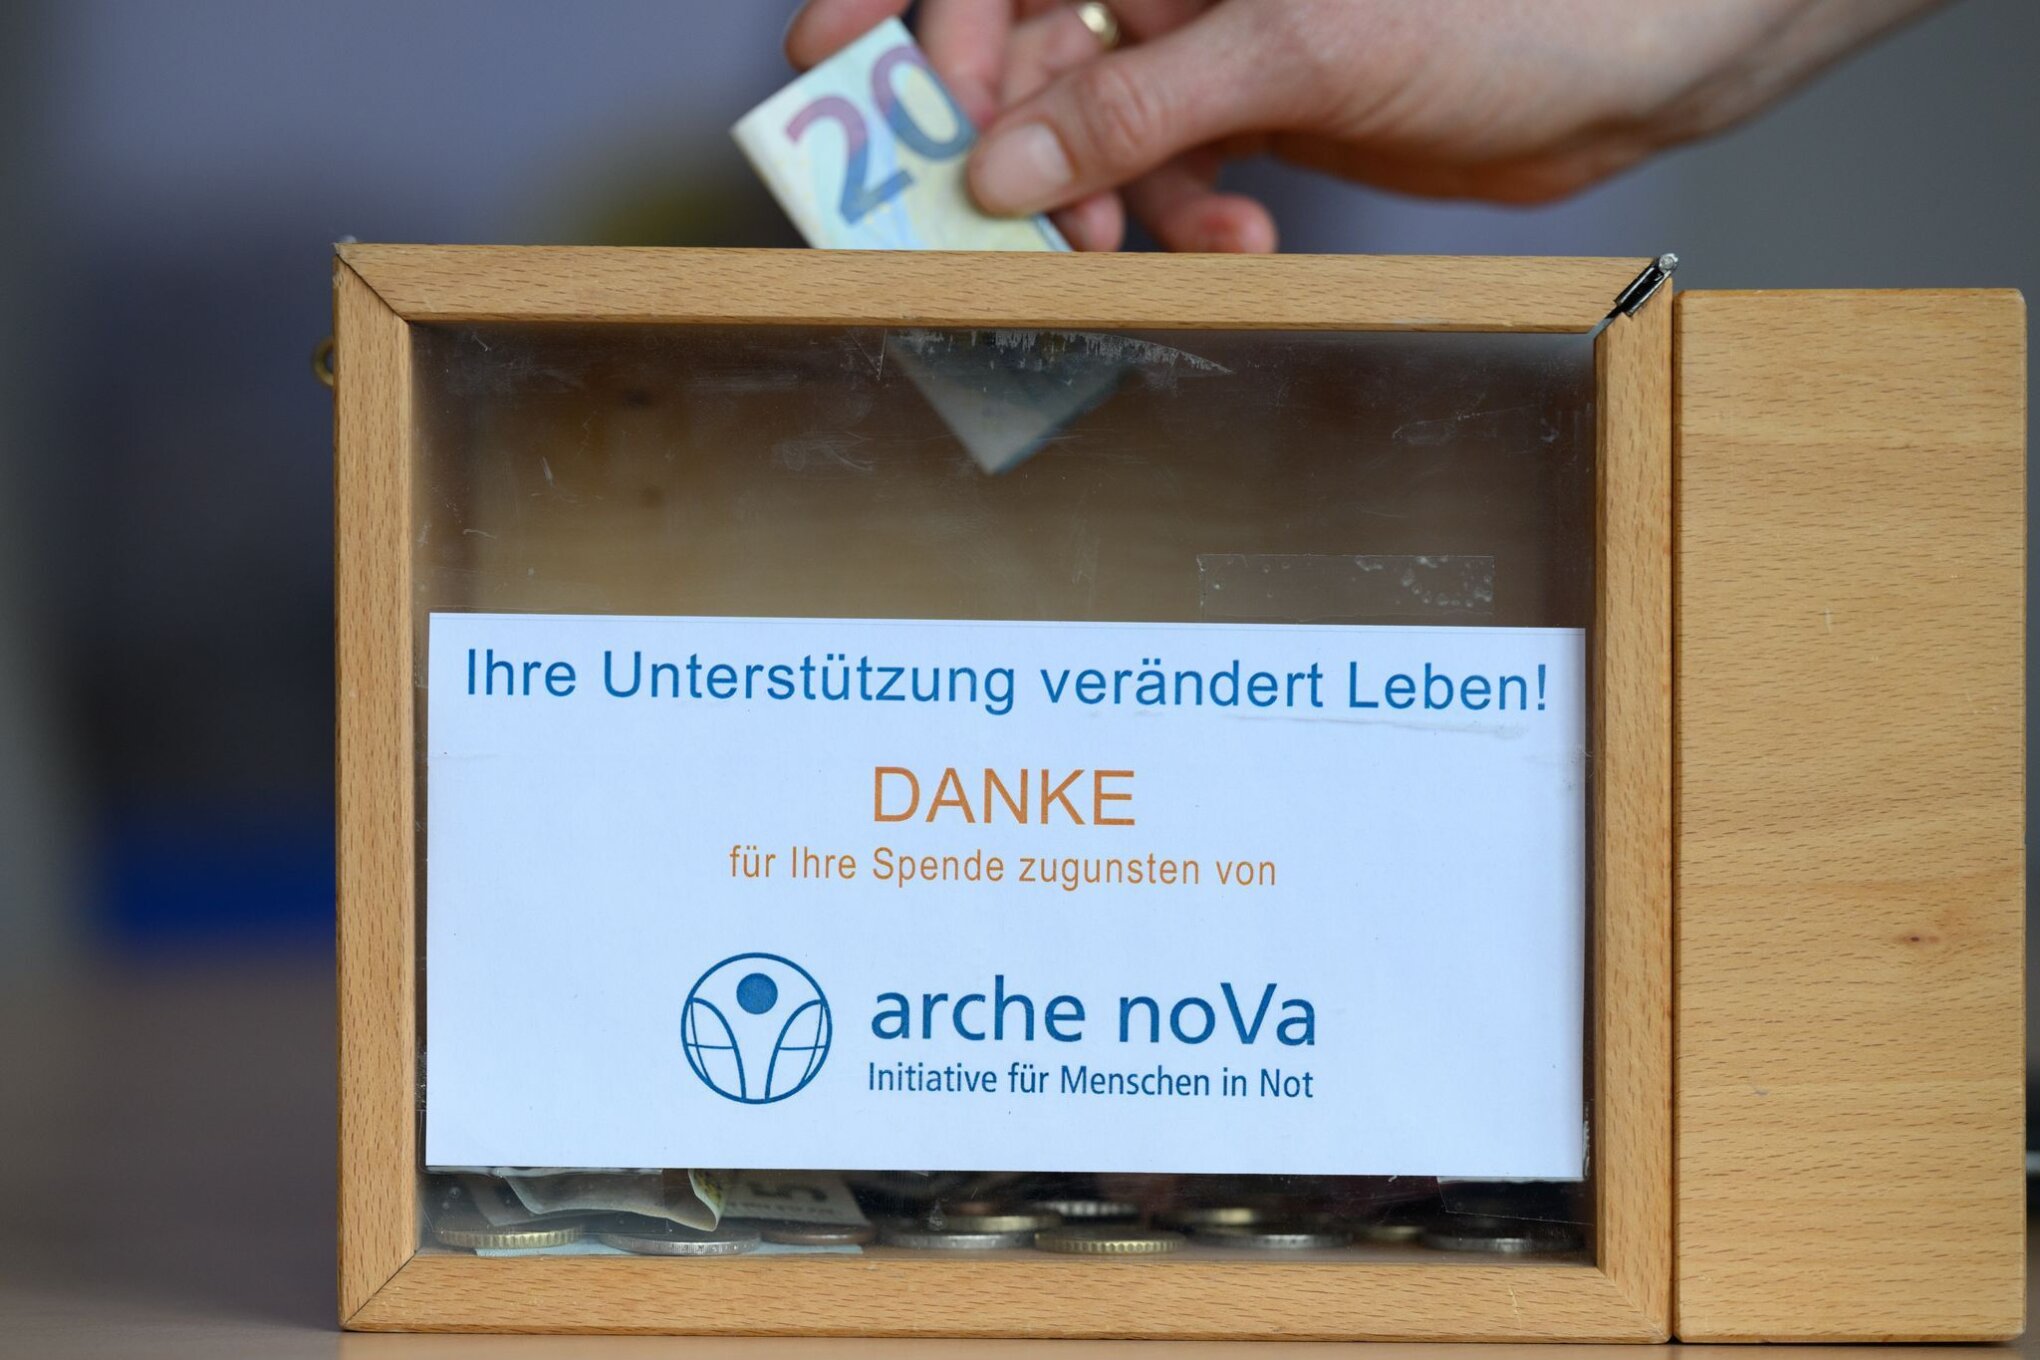 20
Ihre Unterstützung verändert Leben!
DANKE
für Ihre Spende zugunsten von
arche noVa
Initiative für Menschen in Not